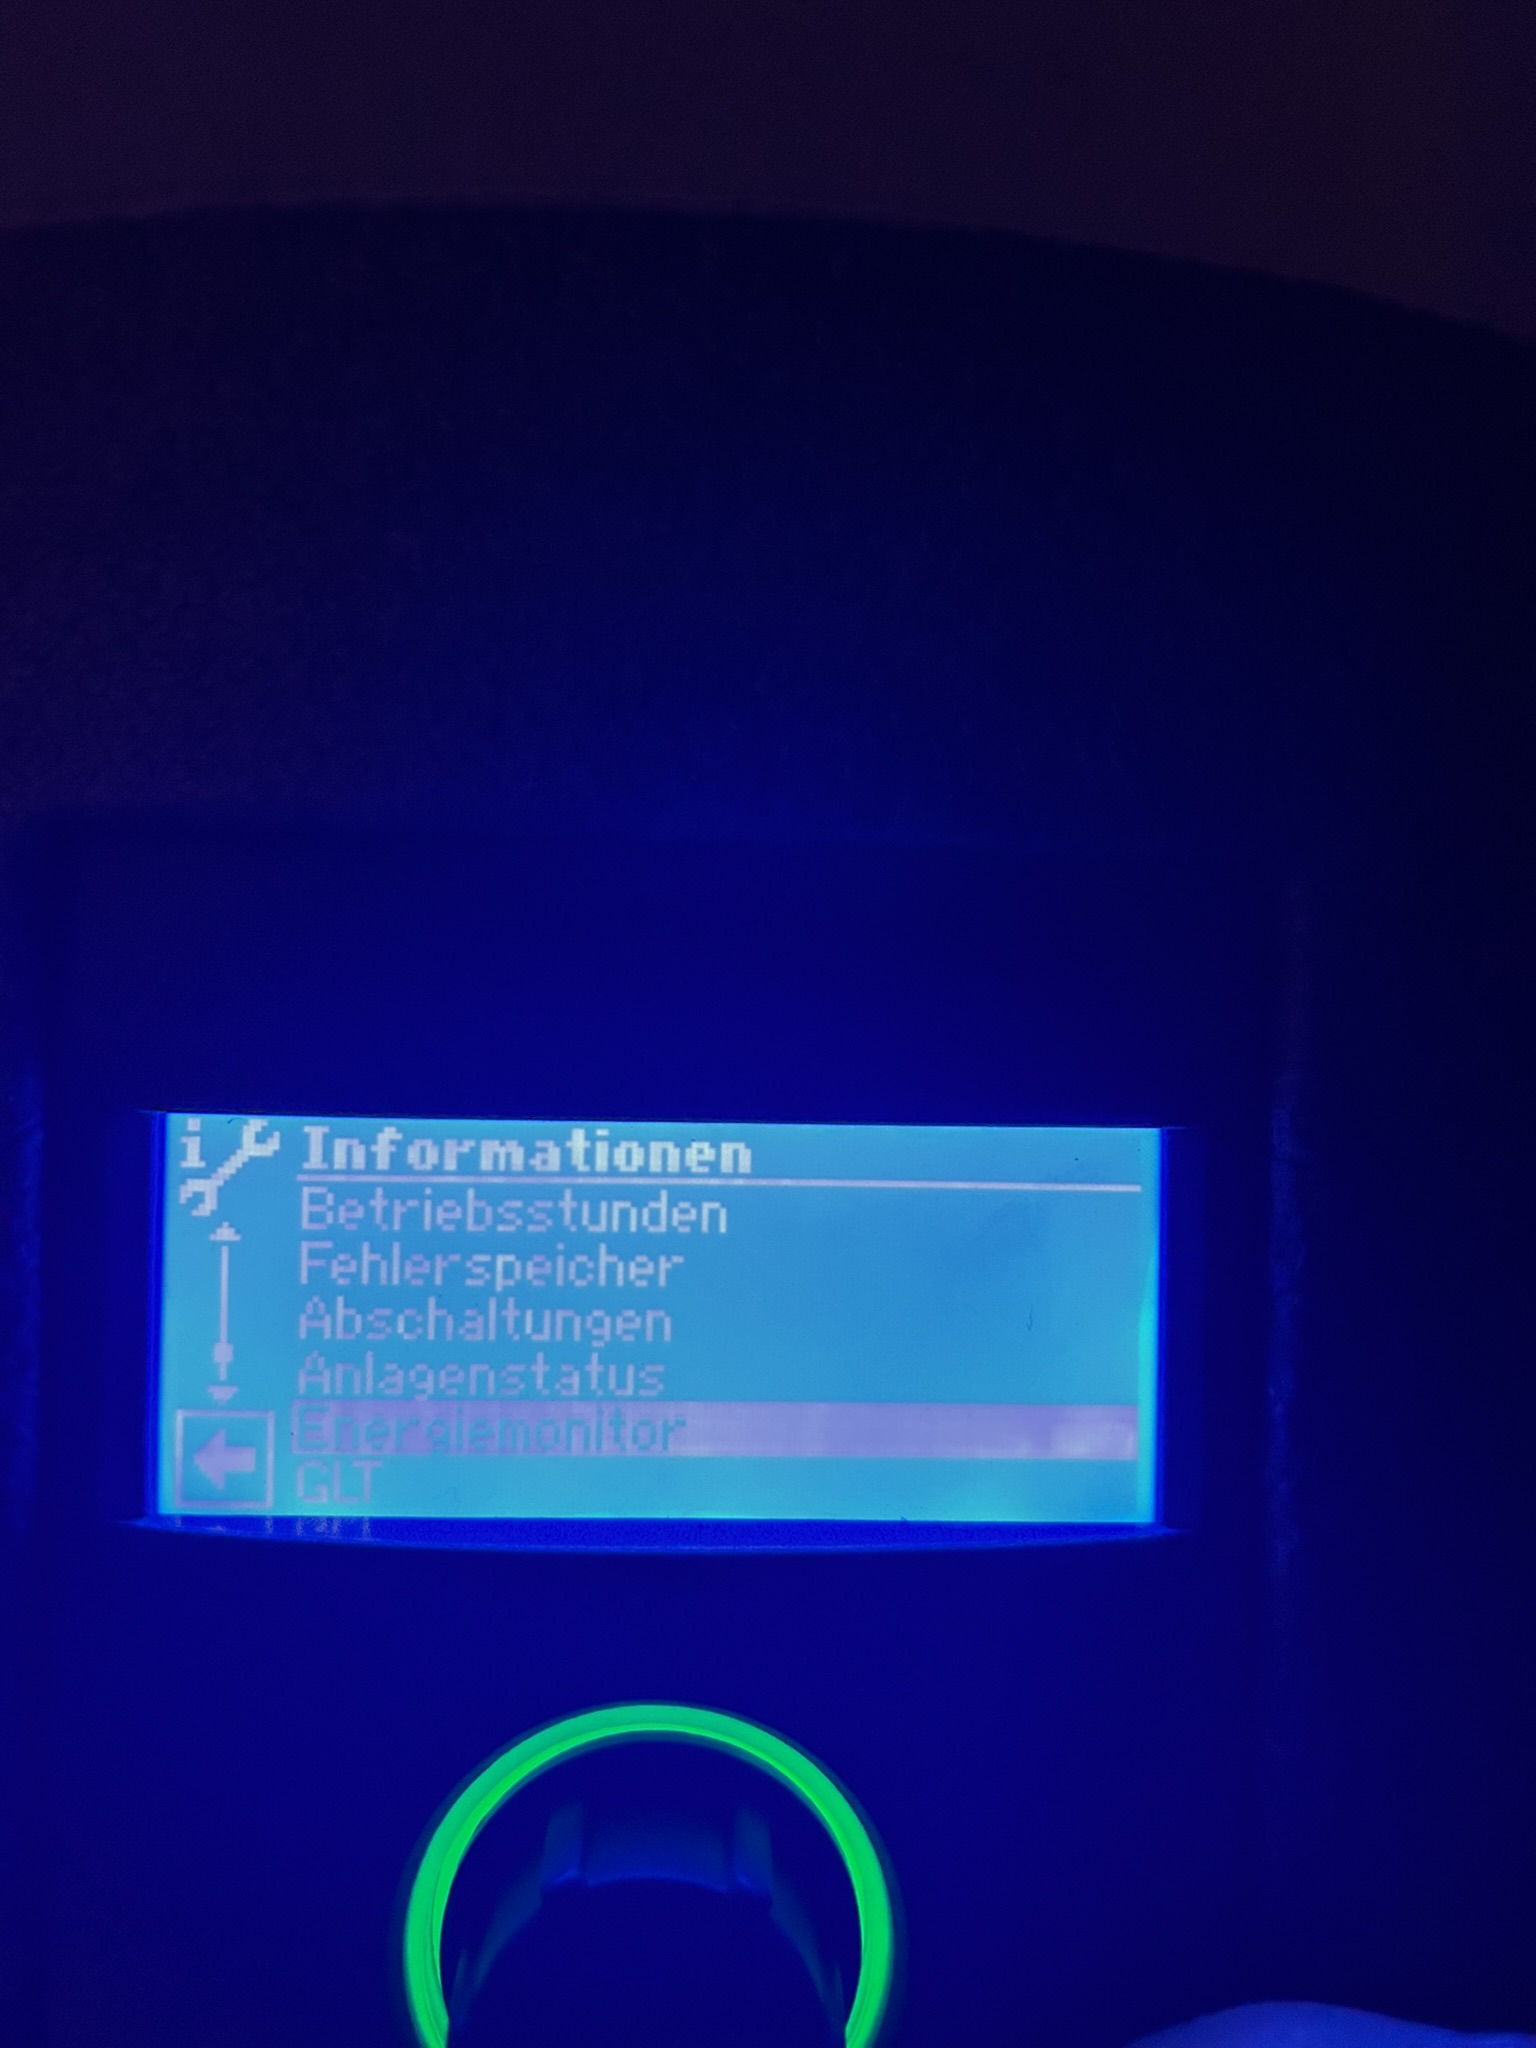 i Informationen
Betriebsstunden
Fehlerspeicher
Abschaltungen
Anlagenstatus
Energiemonitor
GLT